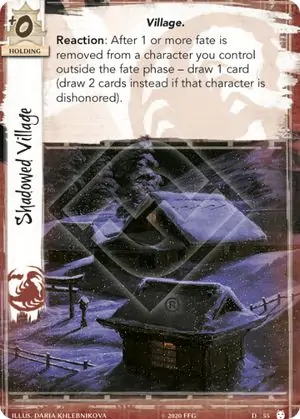 +0
HOLDING
Village.
Reaction: After 1 or more fate is
removed from a character you control
outside the fate phase – draw 1 card
(draw 2 cards instead if that character is
dishonored).
Shadowed Village
®
ILLUS. DARIA KHLEBNIKOVA
© 2020 FFG
D
55